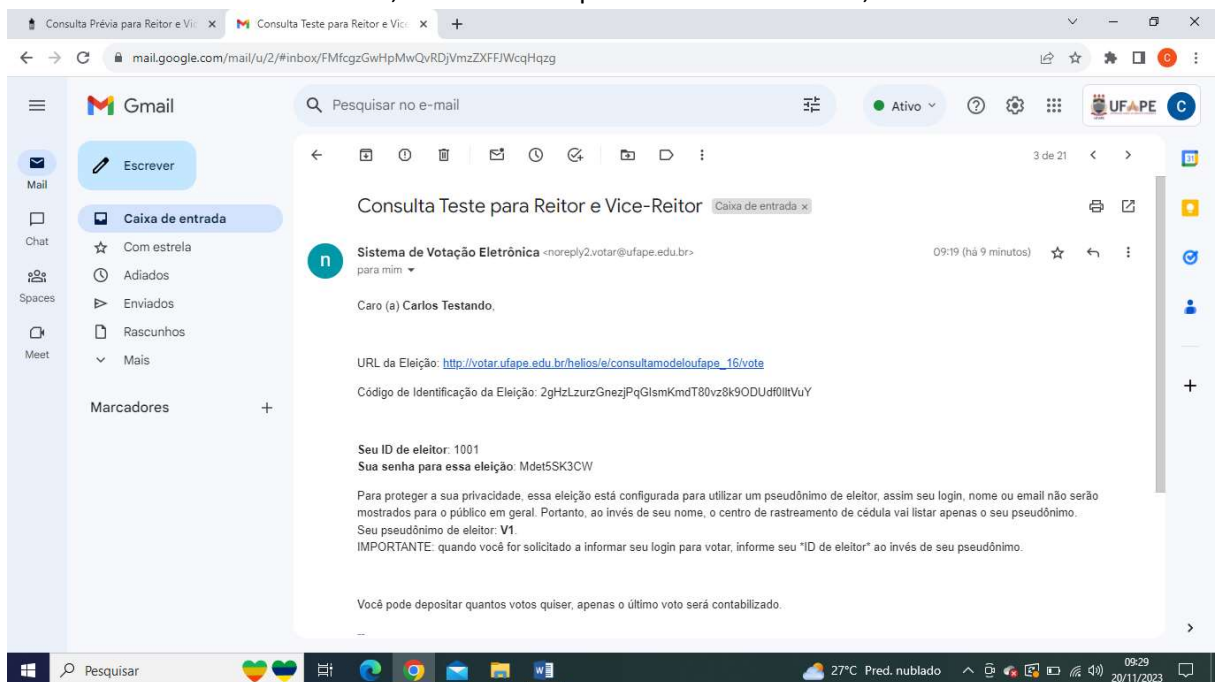 Consulta Prévia para Reitor e Vic
Consulta Teste para Reitor e Vice
mail.google.com/mail/u/2/#inbox/FMfcgzGwHpMwQvRDjVmzZXFFJWcqHqzg
C
Gmail
Pesquisar no e-mail
Ativo
UFAPE
C
Mail
Chat
Spaces
Meet
Escrever
Caixa de entrada
Com estrela
Adiados
Enviados
Rascunhos
Mais
Marcadores
3 de 21
Consulta Teste para Reitor e Vice-Reitor Caixa de entrada x
n
Sistema de Votação Eletrônica <noreply2.votar@ufape.edu.br>
09:19 (há 9 minutos)
para mim
Caro (a) Carlos Testando,
URL da Eleição: http://votar.ufape.edu.br/helios/e/consultamodeloufape_16/vote
Código de Identificação da Eleição: 2gHzLzurzGnezjPqGIsmKmdT80vz8k9ODUdf0lltVuY
Seu ID de eleitor: 1001
Sua senha para essa eleição: Mdet5SK3CW
Para proteger a sua privacidade, essa eleição está configurada para utilizar um pseudônimo de eleitor, assim seu login, nome ou email não serão
mostrados para o público em geral. Portanto, ao invés de seu nome, o centro de rastreamento de cédula vai listar apenas o seu pseudônimo.
Seu pseudônimo de eleitor: V1.
IMPORTANTE: quando você for solicitado a informar seu login para votar, informe seu "ID de eleitor" ao invés de seu pseudônimo.
Você pode depositar quantos votos quiser, apenas o último voto será contabilizado.
--
31
Pesquisar
27°C Pred. nublado
09:29
20/11/2023